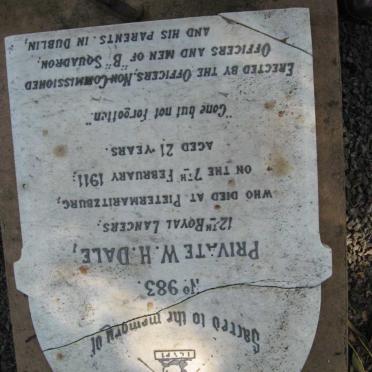 EGYPT
Sacred to the memory of
No 983.
PRIVATE W. H. DALE,
12TH ROYAL LANCERS.
WHO DIED AT PIETERMARITZBURG,
ON THE 7TH FEBRUARY 1911;
AGED 21 YEARS.
"Gone but not forgotten"
ERECTED BY THE OFFICERS, NON-COMMISSIONED
OFFICERS AND MEN OF "B" SQUADRON,
AND HIS PARENTS. IN DUBLIN,